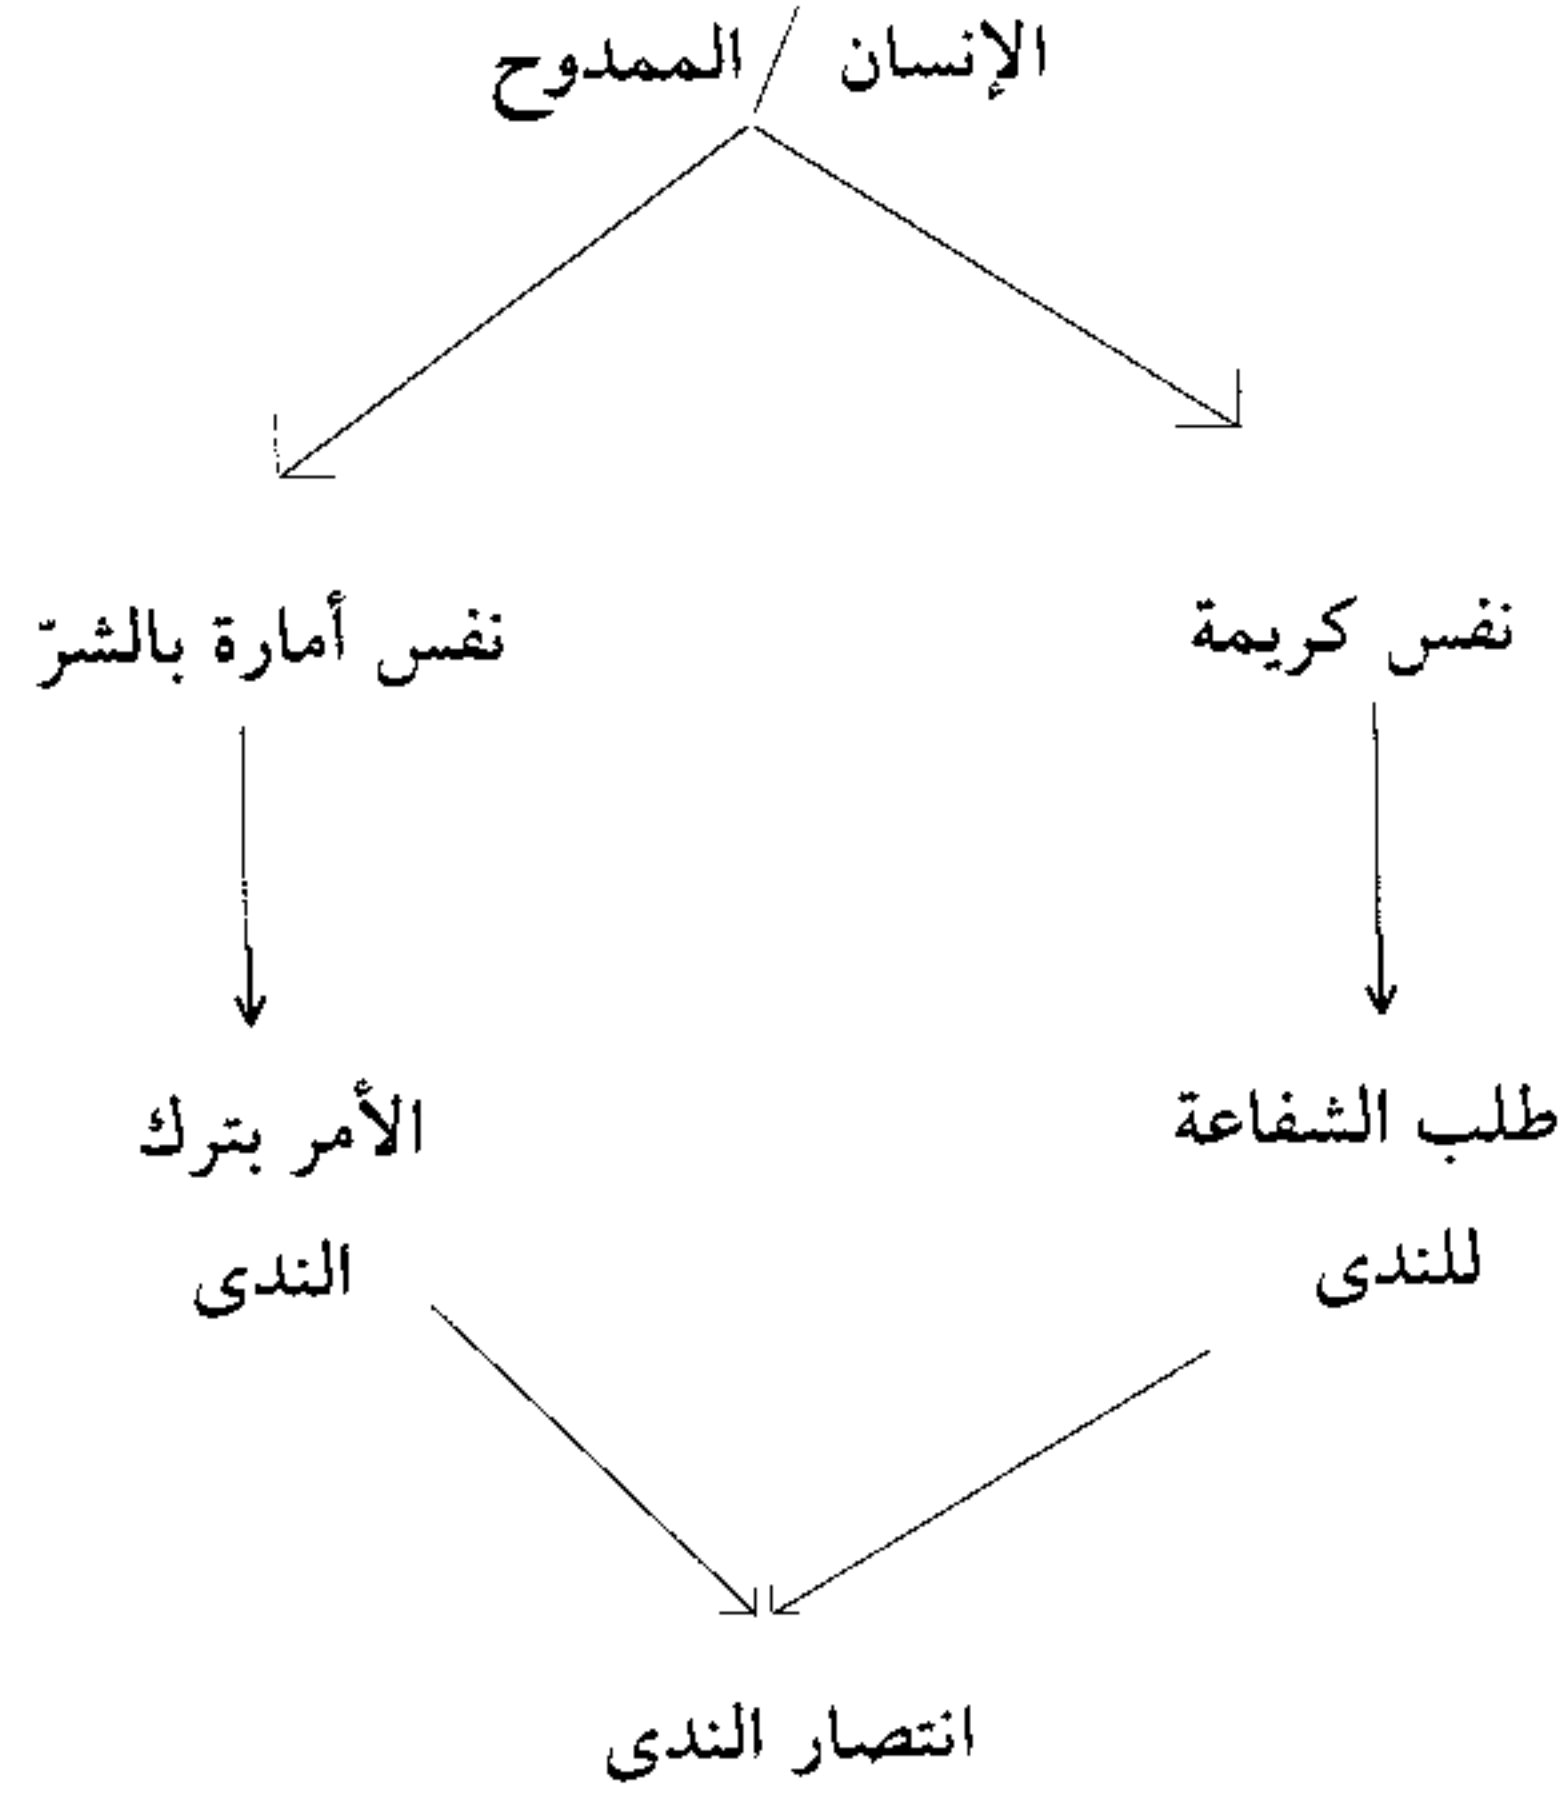 الإنسان / الممدوح
نفس كريمة
نفس أمارة بالشرّ
طلب الشفاعة
للندى
الأمر بترك
الندى
انتصار الندى